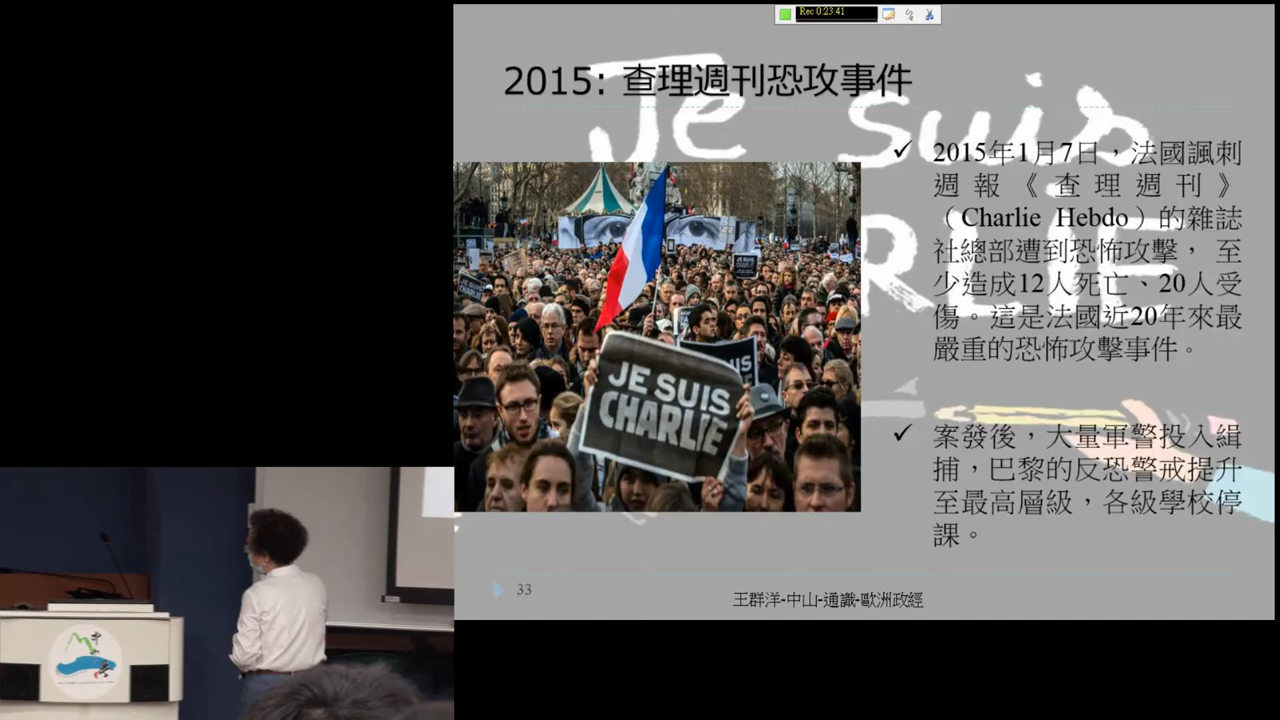 Rec 0:23:41
2015: 查理週刊恐攻事件
Je suis
RLIE
✓ 2015年1月7日，法國諷刺
週報《查理週刊》
（Charlie Hebdo）的雜誌
社總部遭到恐怖攻擊， 至
少造成12人死亡、20人受
傷。這是法國近20年來最
嚴重的恐怖攻擊事件。
✓ 案發後，大量軍警投入緝
捕，巴黎的反恐警戒提升
至最高層級，各級學校停
課。
JE SUIS
CHARLIE
33
王群洋-中山-通識-歐洲政經